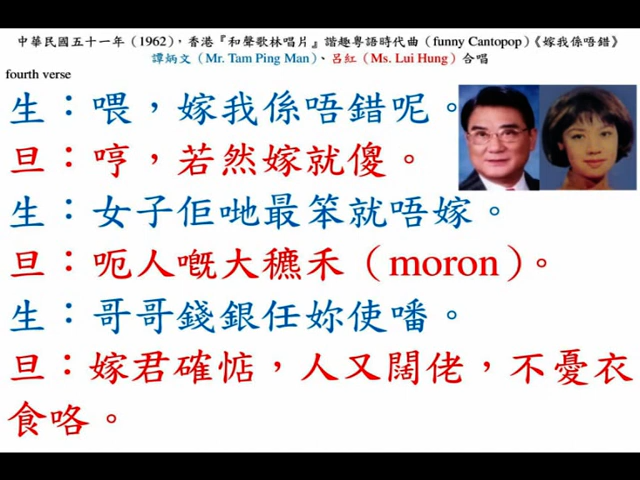 中華民國五十一年（1962），香港『和聲歌林唱片』諧趣粵語時代曲（funny Cantopop）《嫁我係唔錯》
譚炳文（Mr. Tam Ping Man）、呂紅（Ms. Lui Hung）合唱
fourth verse
生：喂，嫁我係唔錯呢。
旦：哼，若然嫁就傻。
生：女子佢哋最笨就唔嫁。
旦：呃人嘅大穮禾（moron）。
生：哥哥錢銀任妳使噃。
旦：嫁君確惦，人又闊佬，不憂衣
食咯。